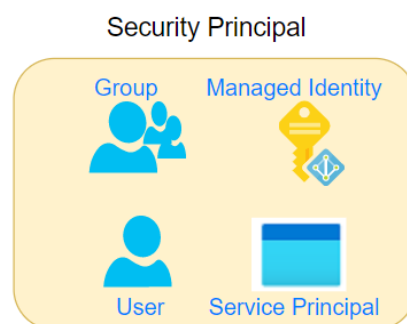 Security Principal
Group
Managed Identity
User
Service Principal